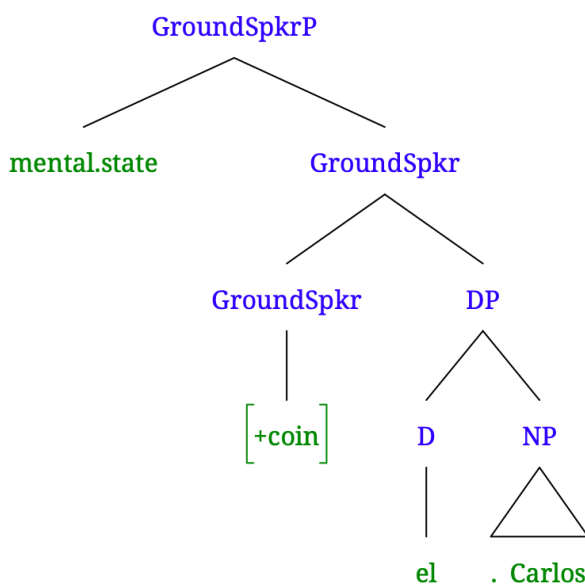 GroundSpkrP
mental.state GroundSpkr
GroundSpkr DP
[+coin] D NP
el . Carlos